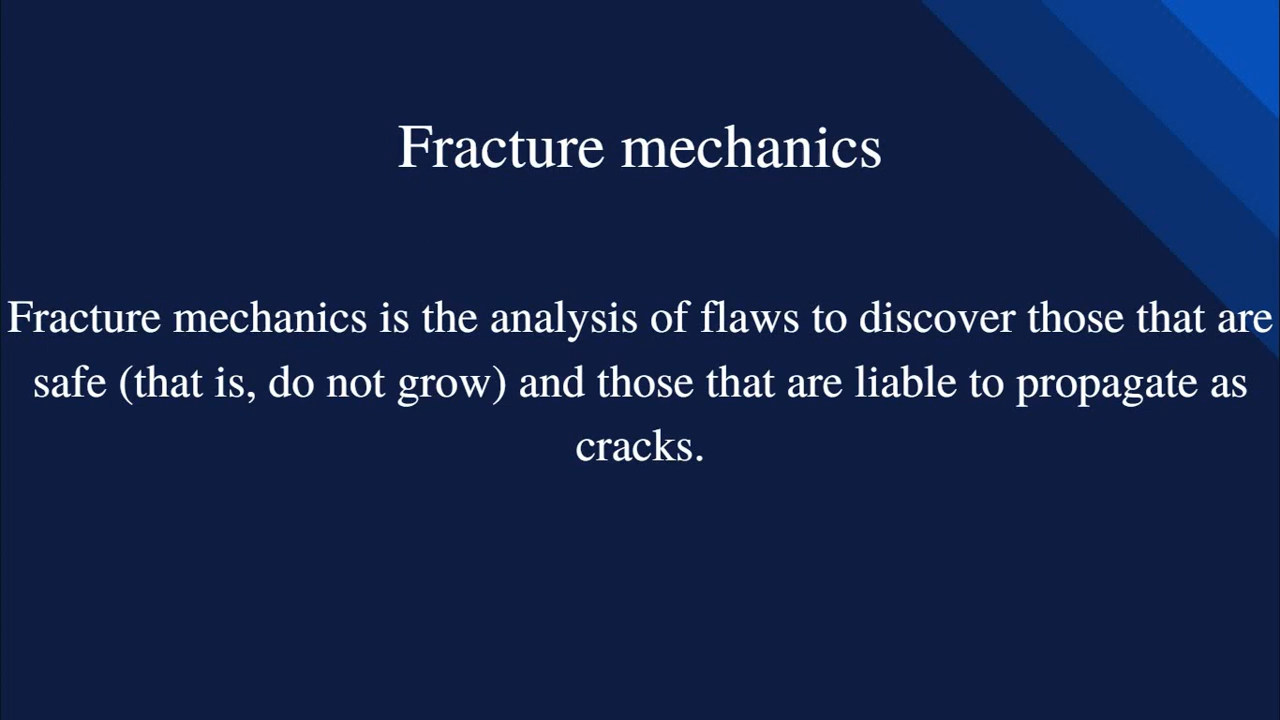 Fracture mechanics
Fracture mechanics is the analysis of flaws to discover those that are
safe (that is, do not grow) and those that are liable to propagate as
cracks.